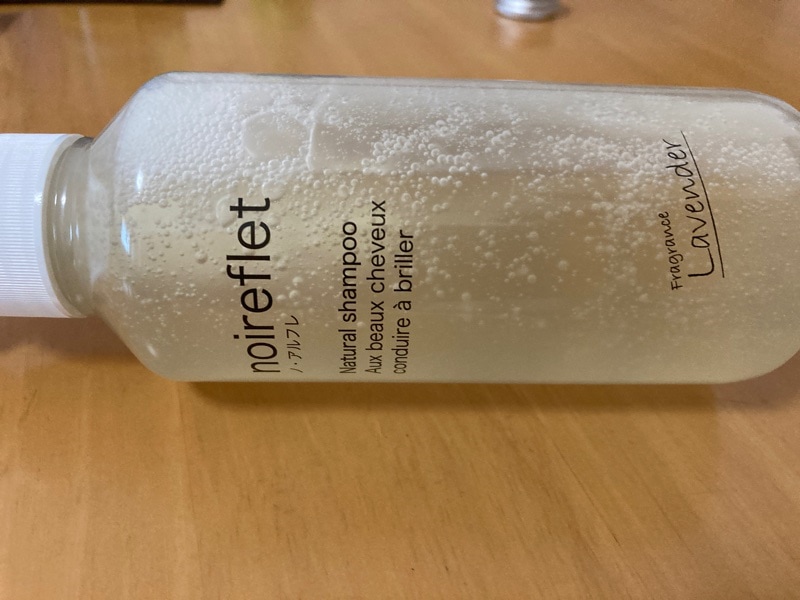 noireflet
ノ・アルフレ
Natural shampoo
Aux beaux cheveux
conduire à briller
Fragrance
Lavender